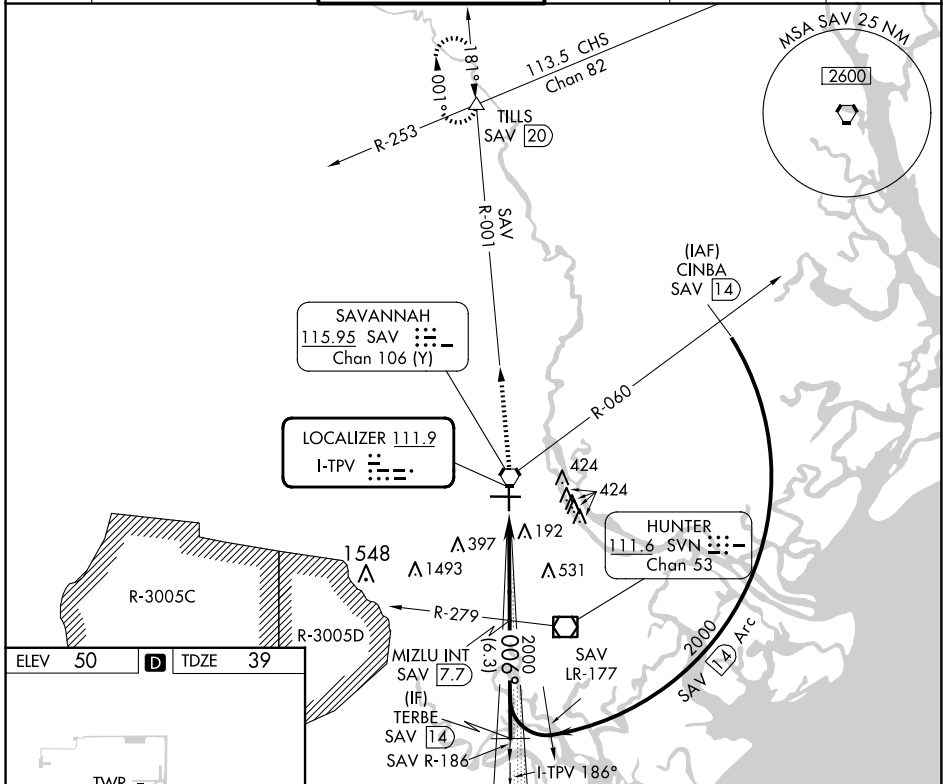 MSA SAV 25 NM
2600
181°
001°
113.5 CHS
Chan 82
TILLS
SAV 20
R-253
SAV
R-001
(IAF)
CINBA
SAV 14
SAVANNAH
115.95 SAV
Chan 106 (Y)
R-060
LOCALIZER 111.9
I-TPV
424
424
192
397
1548
1493
531
HUNTER
111.6 SVN
Chan 53
R-3005C
R-3005D
R-279
2000
006°
(6.3)
MIZLU INT
SAV 7.7
SAV
LR-177
2000
SAV 14 Arc
(IF)
TERBE
SAV 14
SAV R-186
I-TPV 186°
ELEV 50 D TDZE 39
TWR